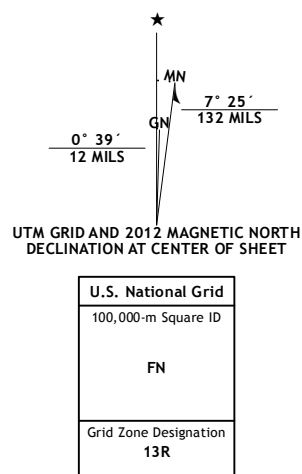 ★
MN
GN
7° 25´
132 MILS
0° 39´
12 MILS
UTM GRID AND 2012 MAGNETIC NORTH
DECLINATION AT CENTER OF SHEET
U.S. National Grid
100,000-m Square ID
FN
Grid Zone Designation
13R